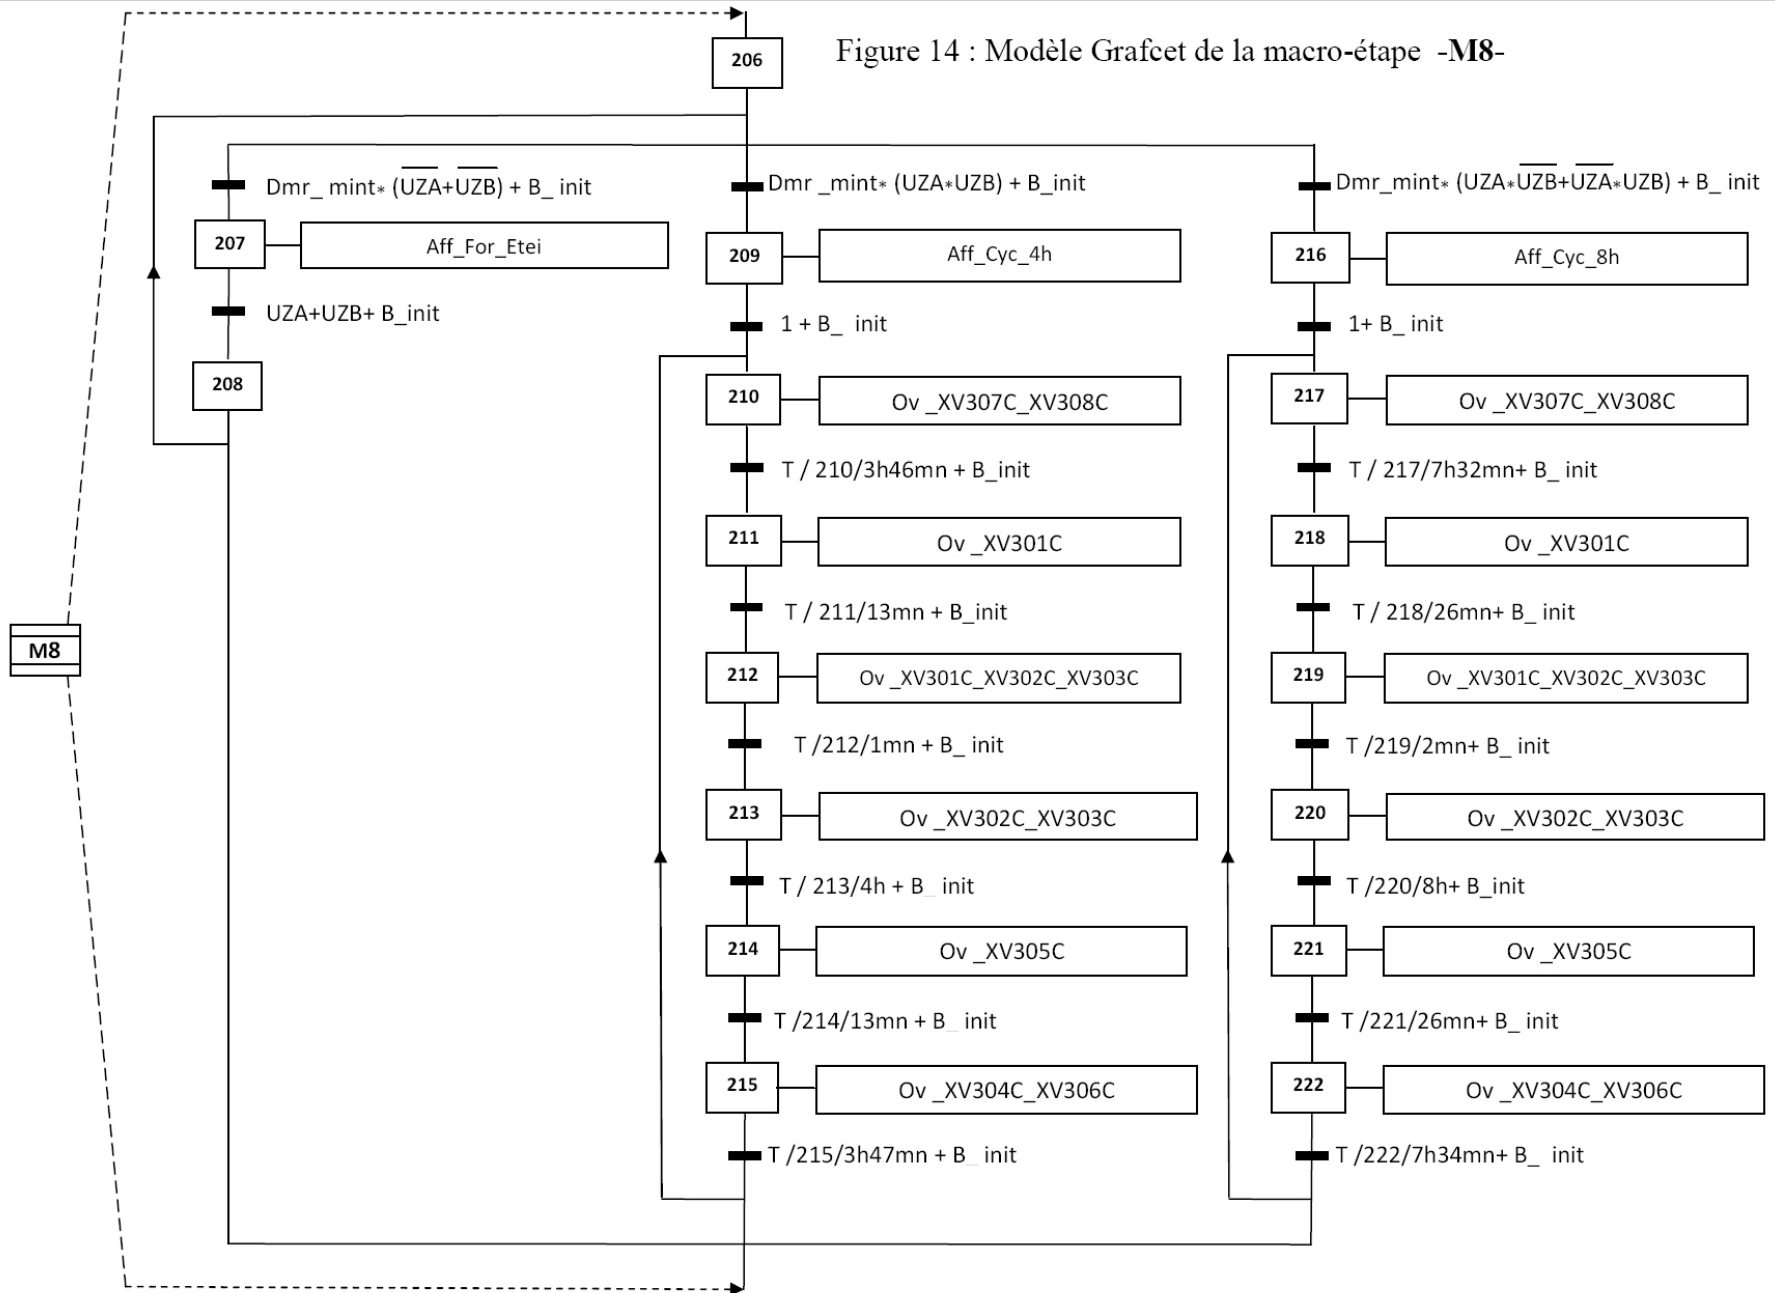 206
Figure 14 : Modèle Grafcet de la macro-étape -M8-
Dmr_ mint* (U̅Z̅A̅+U̅Z̅B̅) + B_ init
Dmr _mint* (UZA*UZB) + B_init
Dmr_mint* (UZA*U̅Z̅B̅+U̅Z̅A̅*UZB) + B_ init
207
Aff_For_Etei
209
Aff_Cyc_4h
216
Aff_Cyc_8h
UZA+UZB+ B_init
1 + B_ init
1+ B_ init
208
210
Ov _XV307C_XV308C
217
Ov _XV307C_XV308C
T / 210/3h46mn + B_init
T / 217/7h32mn+ B_ init
211
Ov _XV301C
218
Ov _XV301C
T / 211/13mn + B_init
T / 218/26mn+ B_ init
M8
212
Ov _XV301C_XV302C_XV303C
219
Ov _XV301C_XV302C_XV303C
T /212/1mn + B_ init
T /219/2mn+ B_ init
213
Ov _XV302C_XV303C
220
Ov _XV302C_XV303C
T / 213/4h + B_ init
T /220/8h+ B_init
214
Ov _XV305C
221
Ov _XV305C
T /214/13mn + B_ init
T /221/26mn+ B_ init
215
Ov _XV304C_XV306C
222
Ov _XV304C_XV306C
T /215/3h47mn + B_ init
T /222/7h34mn+ B_ init